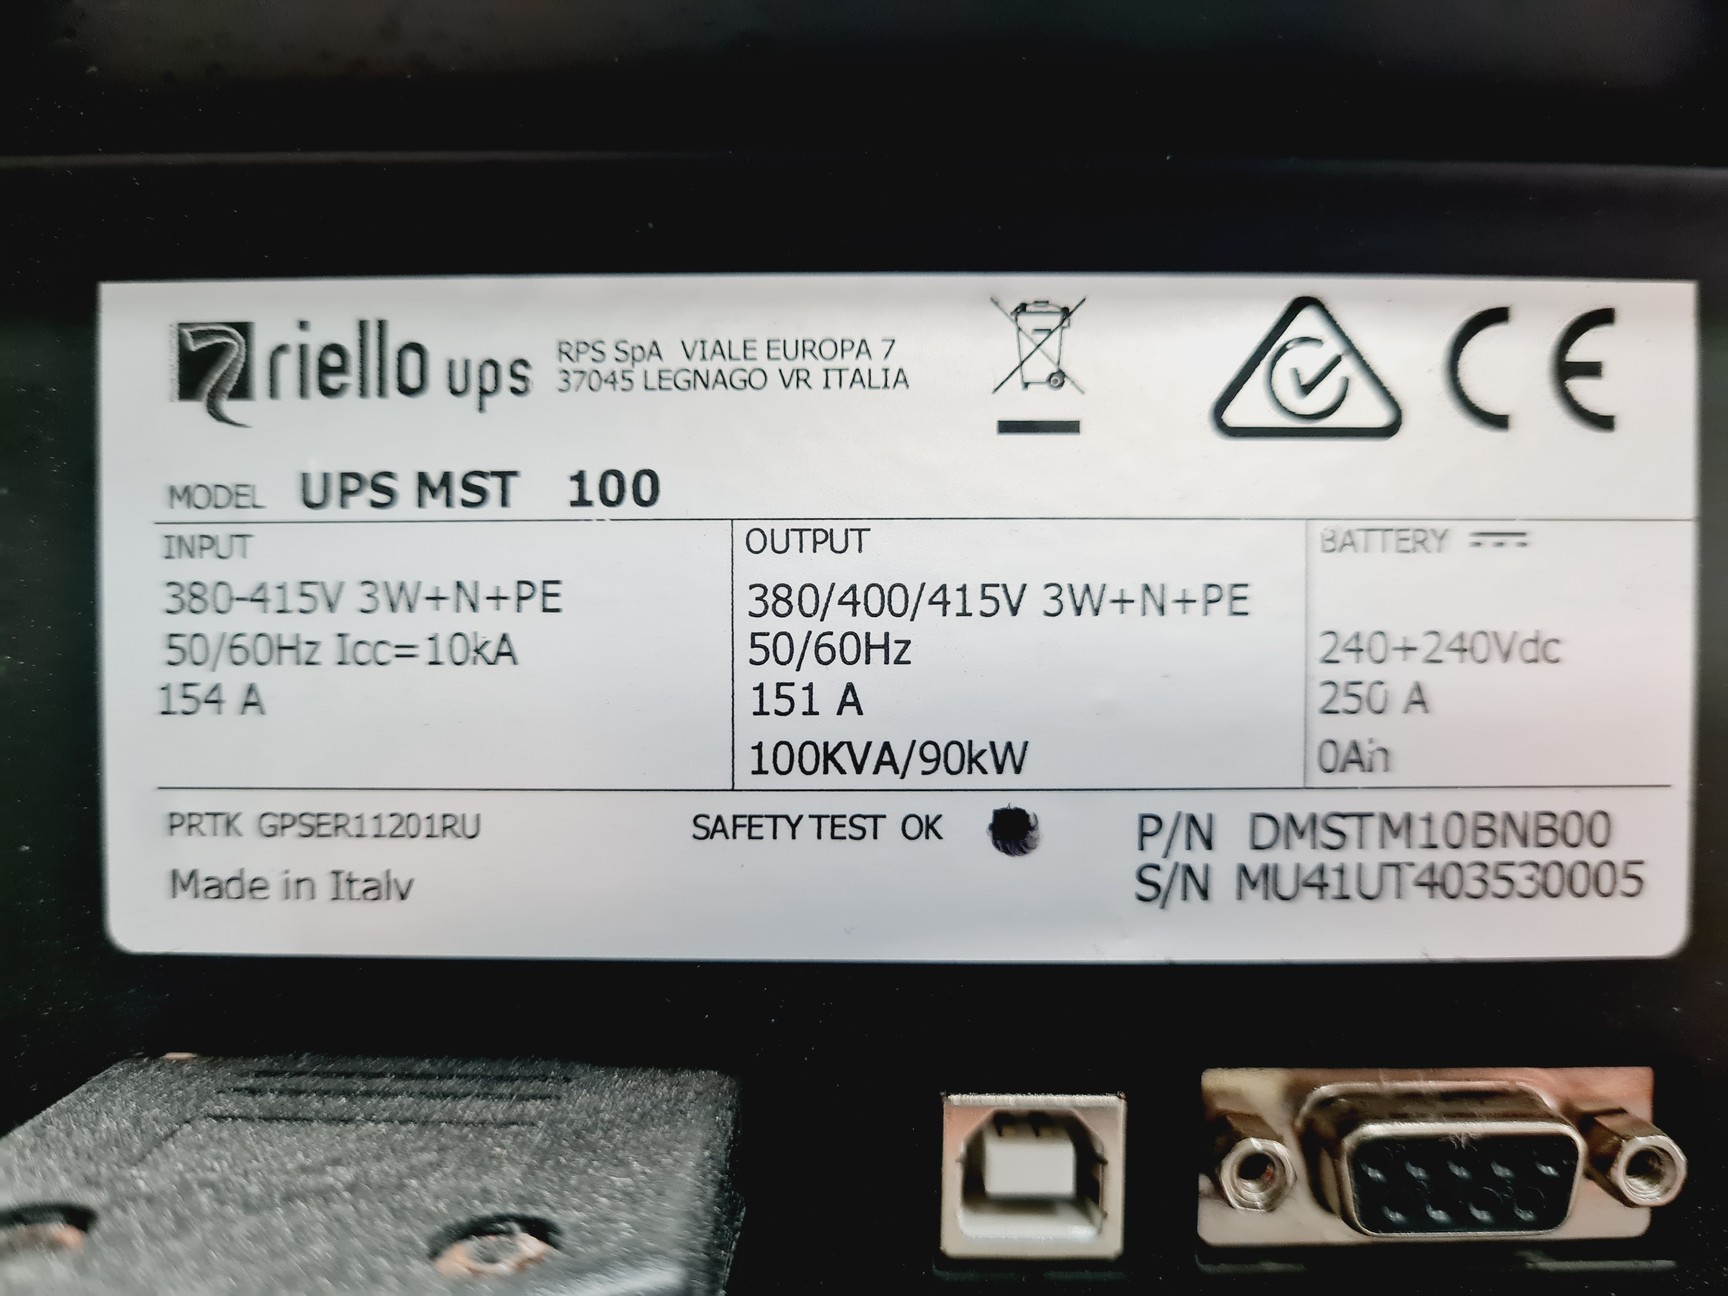 riello ups
RPS SpA VIALE EUROPA 7
37045 LEGNAGO VR ITALIA
CE
MODEL UPS MST 100
INPUT
380-415V 3W+N+PE
50/60Hz Icc=10kA
154 A
OUTPUT
380/400/415V 3W+N+PE
50/60Hz
151 A
100KVA/90kW
BATTERY
240+240Vdc
250 A
0Ah
PRTK GPSER11201RU
Made in Italy
SAFETY TEST OK
P/N DMSTM10BNB00
S/N MU41UT403530005